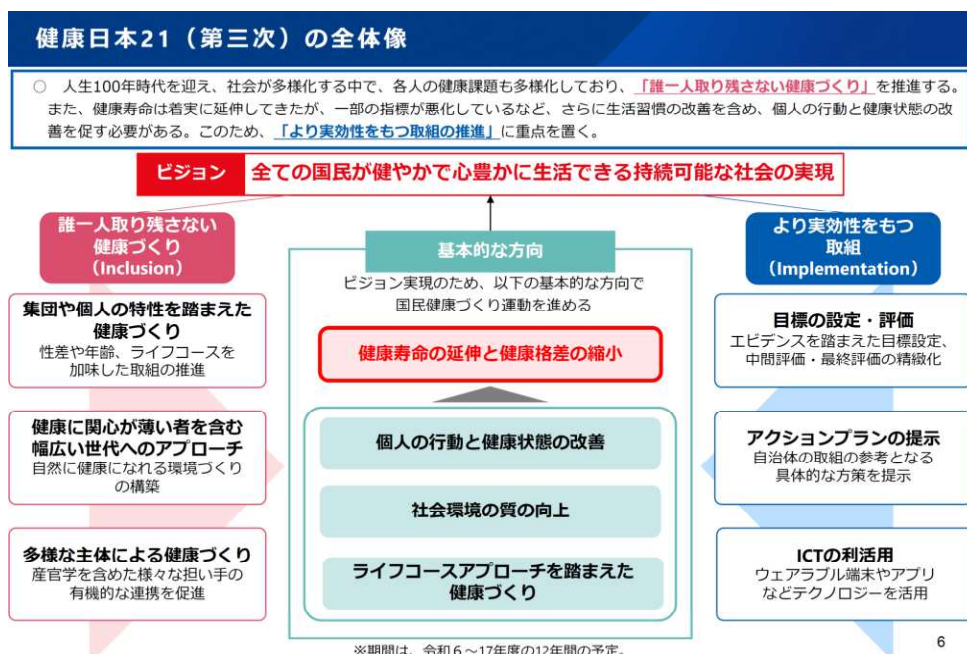 健康日本21（第三次）の全体像
○　人生100年時代を迎え、社会が多様化する中で、各人の健康課題も多様化しており、「誰一人取り残さない健康づくり」を推進する。
また、健康寿命は着実に延伸してきたが、一部の指標が悪化しているなど、さらに生活習慣の改善を含め、個人の行動と健康状態の改
善を促す必要がある。このため、「より実効性をもつ取組の推進」に重点を置く。
ビジョン　全ての国民が健やかで心豊かに生活できる持続可能な社会の実現
誰一人取り残さない
健康づくり
（Inclusion）
集団や個人の特性を踏まえた
健康づくり
性差や年齢、ライフコースを
加味した取組の推進
健康に関心が薄い者を含む
幅広い世代へのアプローチ
自然に健康になれる環境づくり
の構築
多様な主体による健康づくり
産官学を含めた様々な担い手の
有機的な連携を促進
基本的な方向
ビジョン実現のため、以下の基本的な方向で
国民健康づくり運動を進める
健康寿命の延伸と健康格差の縮小
個人の行動と健康状態の改善
社会環境の質の向上
ライフコースアプローチを踏まえた
健康づくり
※期間は、令和６～17年度の12年間の予定。
より実効性をもつ
取組
（Implementation）
目標の設定・評価
エビデンスを踏まえた目標設定、
中間評価・最終評価の精緻化
アクションプランの提示
自治体の取組の参考となる
具体的な方策を提示
ICTの利活用
ウェアラブル端末やアプリ
などテクノロジーを活用
6